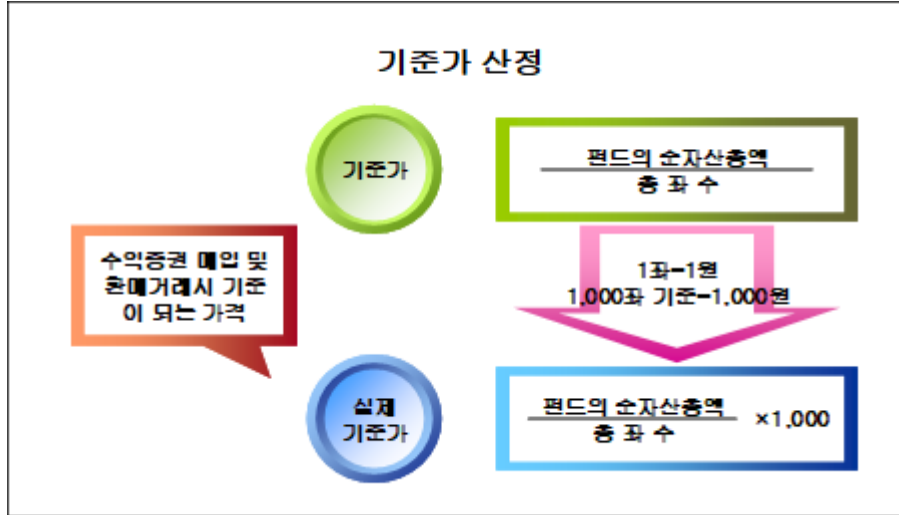 기준가 산정
기준가
펀드의 순자산총액
총 좌 수
수익증권 매입 및
환매거래시 기준
이 되는 가격
1좌-1원
1,000좌 기준-1,000원
실제
기준가
펀드의 순자산총액
총 좌 수
×1,000